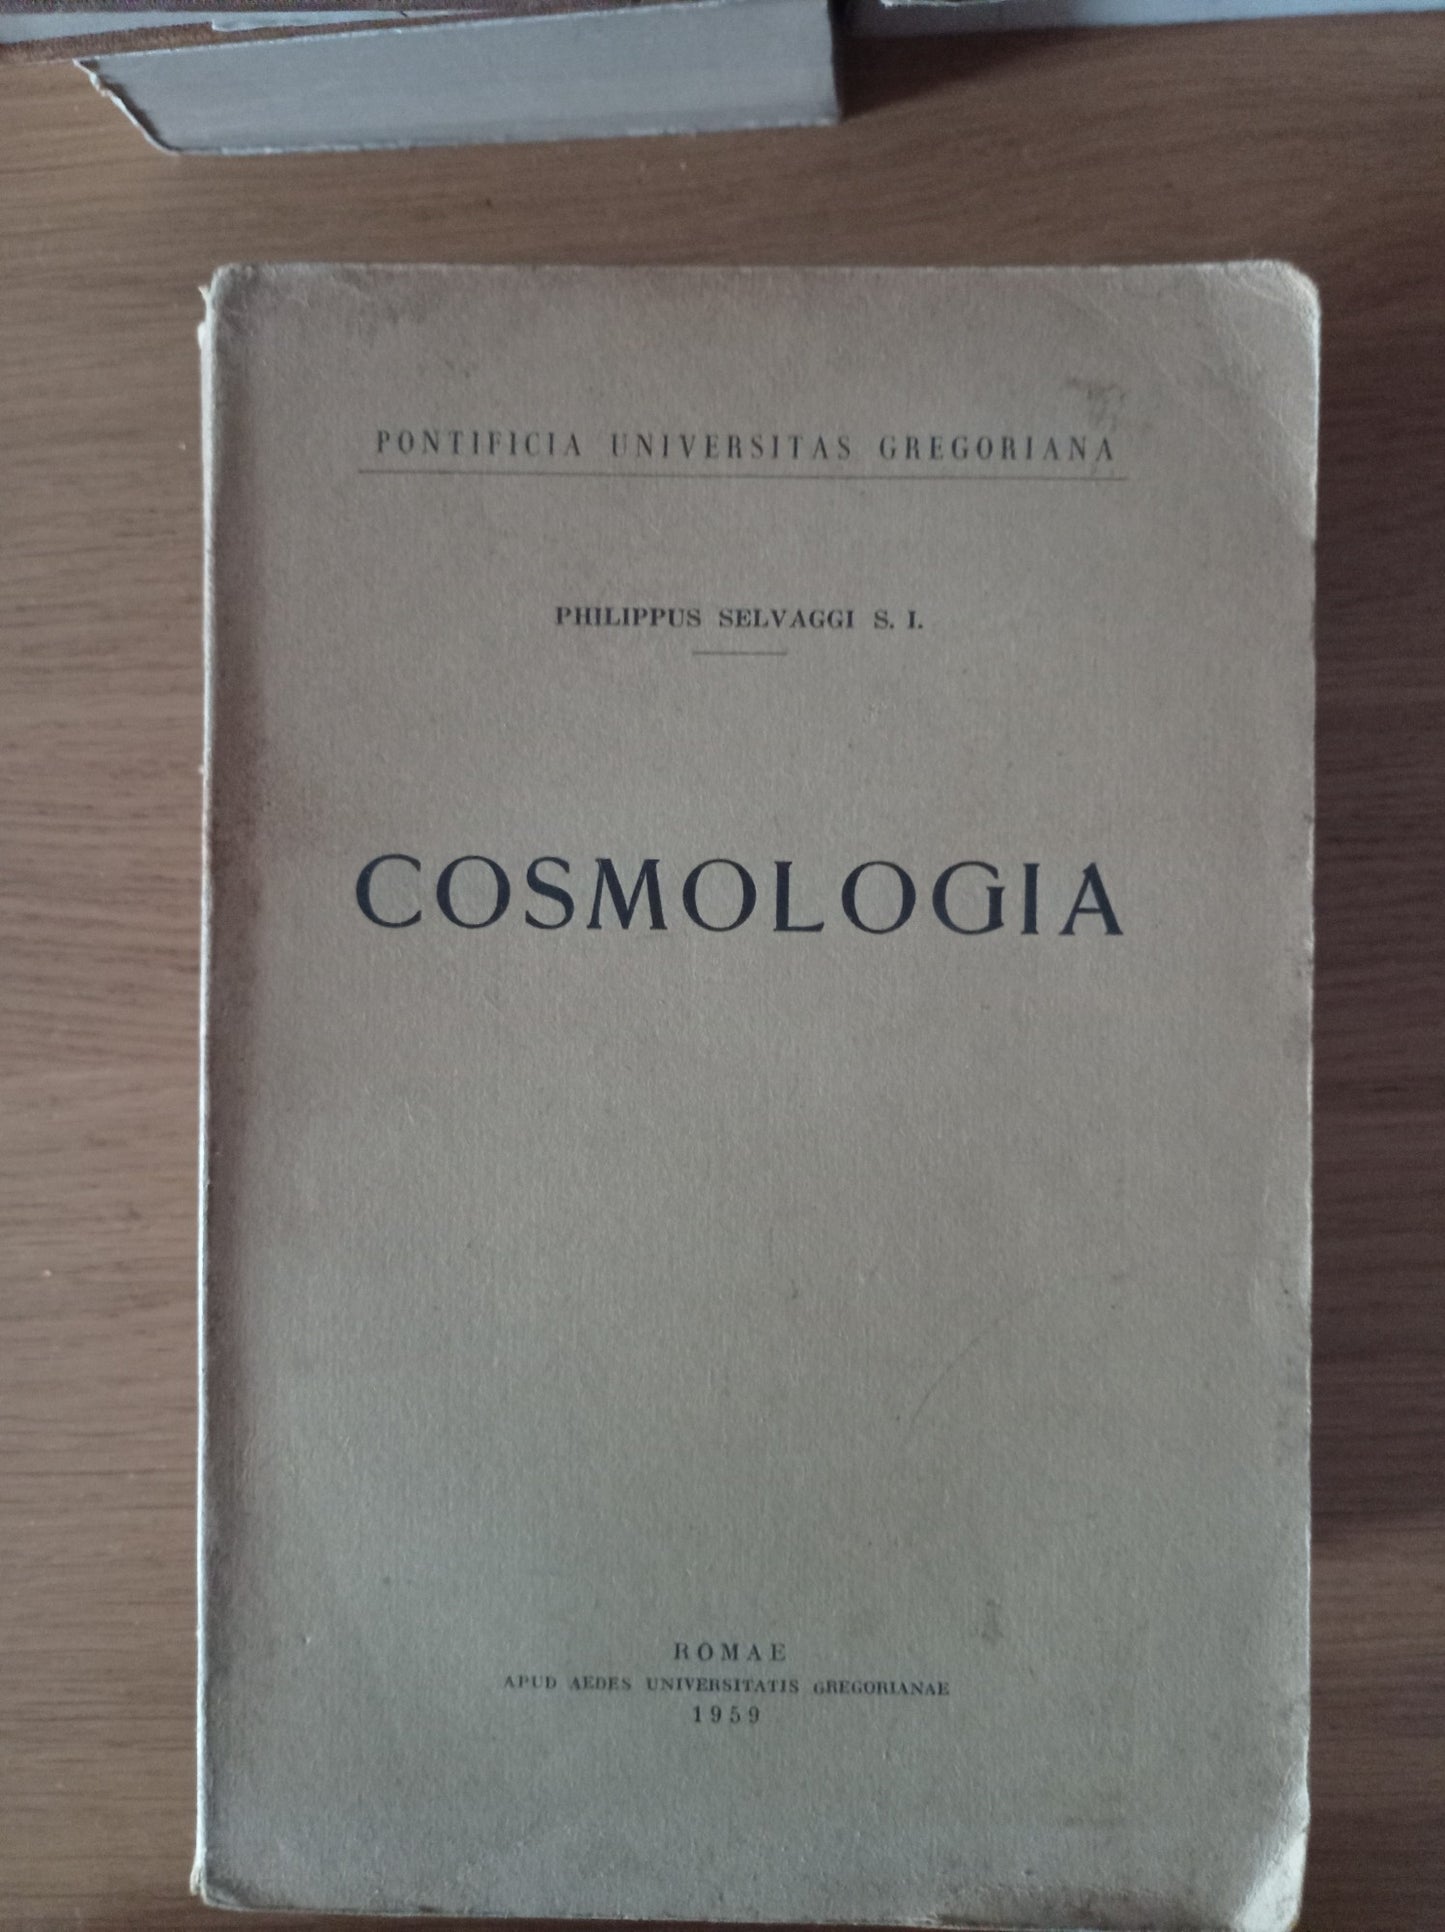 PONTIFICIA UNIVERSITAS GREGORIANA
PHILIPPUS SELVAGGI S. I.
COSMOLOGIA
ROMAE
APUD AEDES UNIVERSITATIS GREGORIANAE
1959